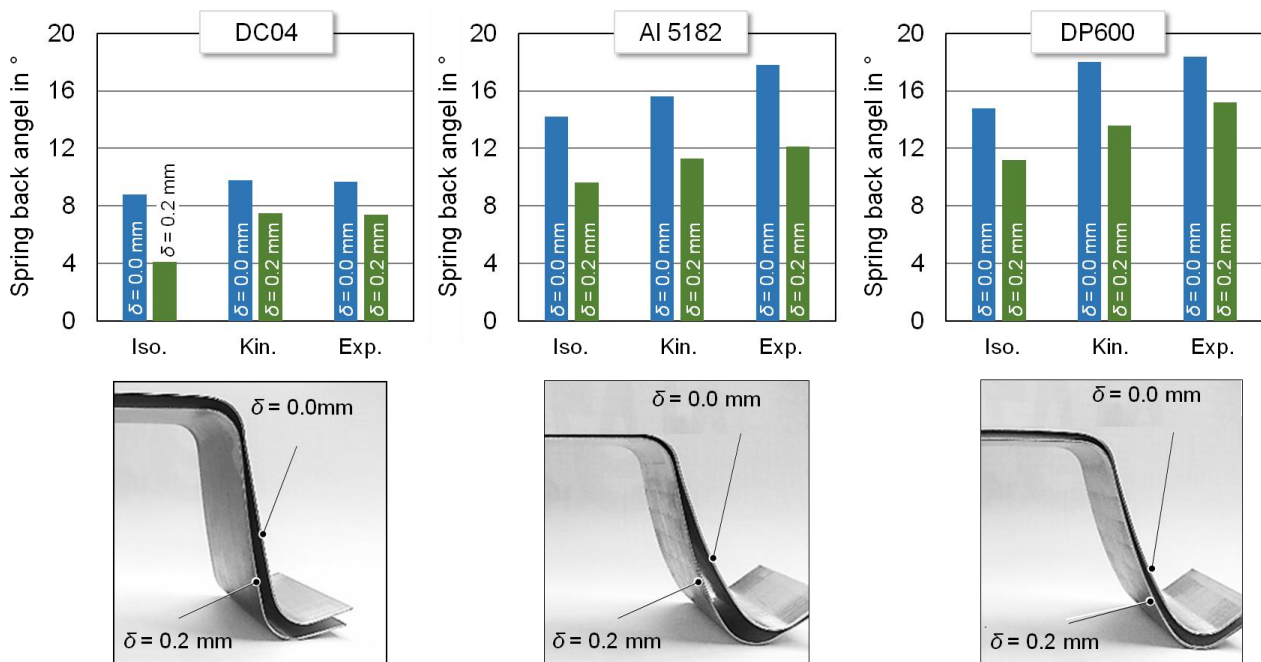 DC04
Spring back angel in °
20
16
12
8
4
0
δ = 0.0 mm
δ = 0.2 mm
δ = 0.0 mm
δ = 0.2 mm
δ = 0.0 mm
δ = 0.2 mm
Iso. Kin. Exp.
Al 5182
Spring back angel in °
20
16
12
8
4
0
δ = 0.0 mm
δ = 0.2 mm
δ = 0.0 mm
δ = 0.2 mm
δ = 0.0 mm
δ = 0.2 mm
Iso. Kin. Exp.
DP600
Spring back angel in °
20
16
12
8
4
0
δ = 0.0 mm
δ = 0.2 mm
δ = 0.0 mm
δ = 0.2 mm
δ = 0.0 mm
δ = 0.2 mm
Iso. Kin. Exp.
δ = 0.0mm
δ = 0.2 mm
δ = 0.0 mm
δ = 0.2 mm
δ = 0.0 mm
δ = 0.2 mm